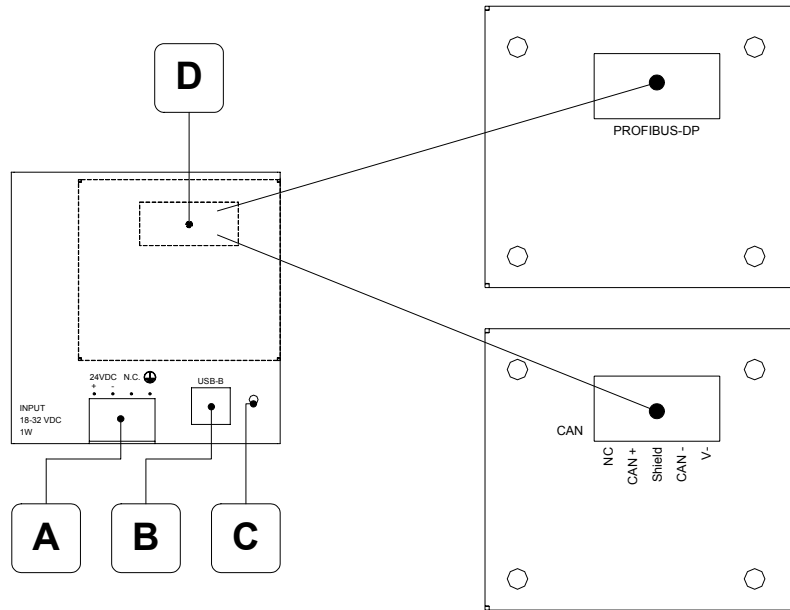 D
PROFIBUS-DP
24VDC N.C.
+ -
USB-B
INPUT
18-32 VDC
1W
CAN
NC
CAN +
Shield
CAN -
V-
A
B
C